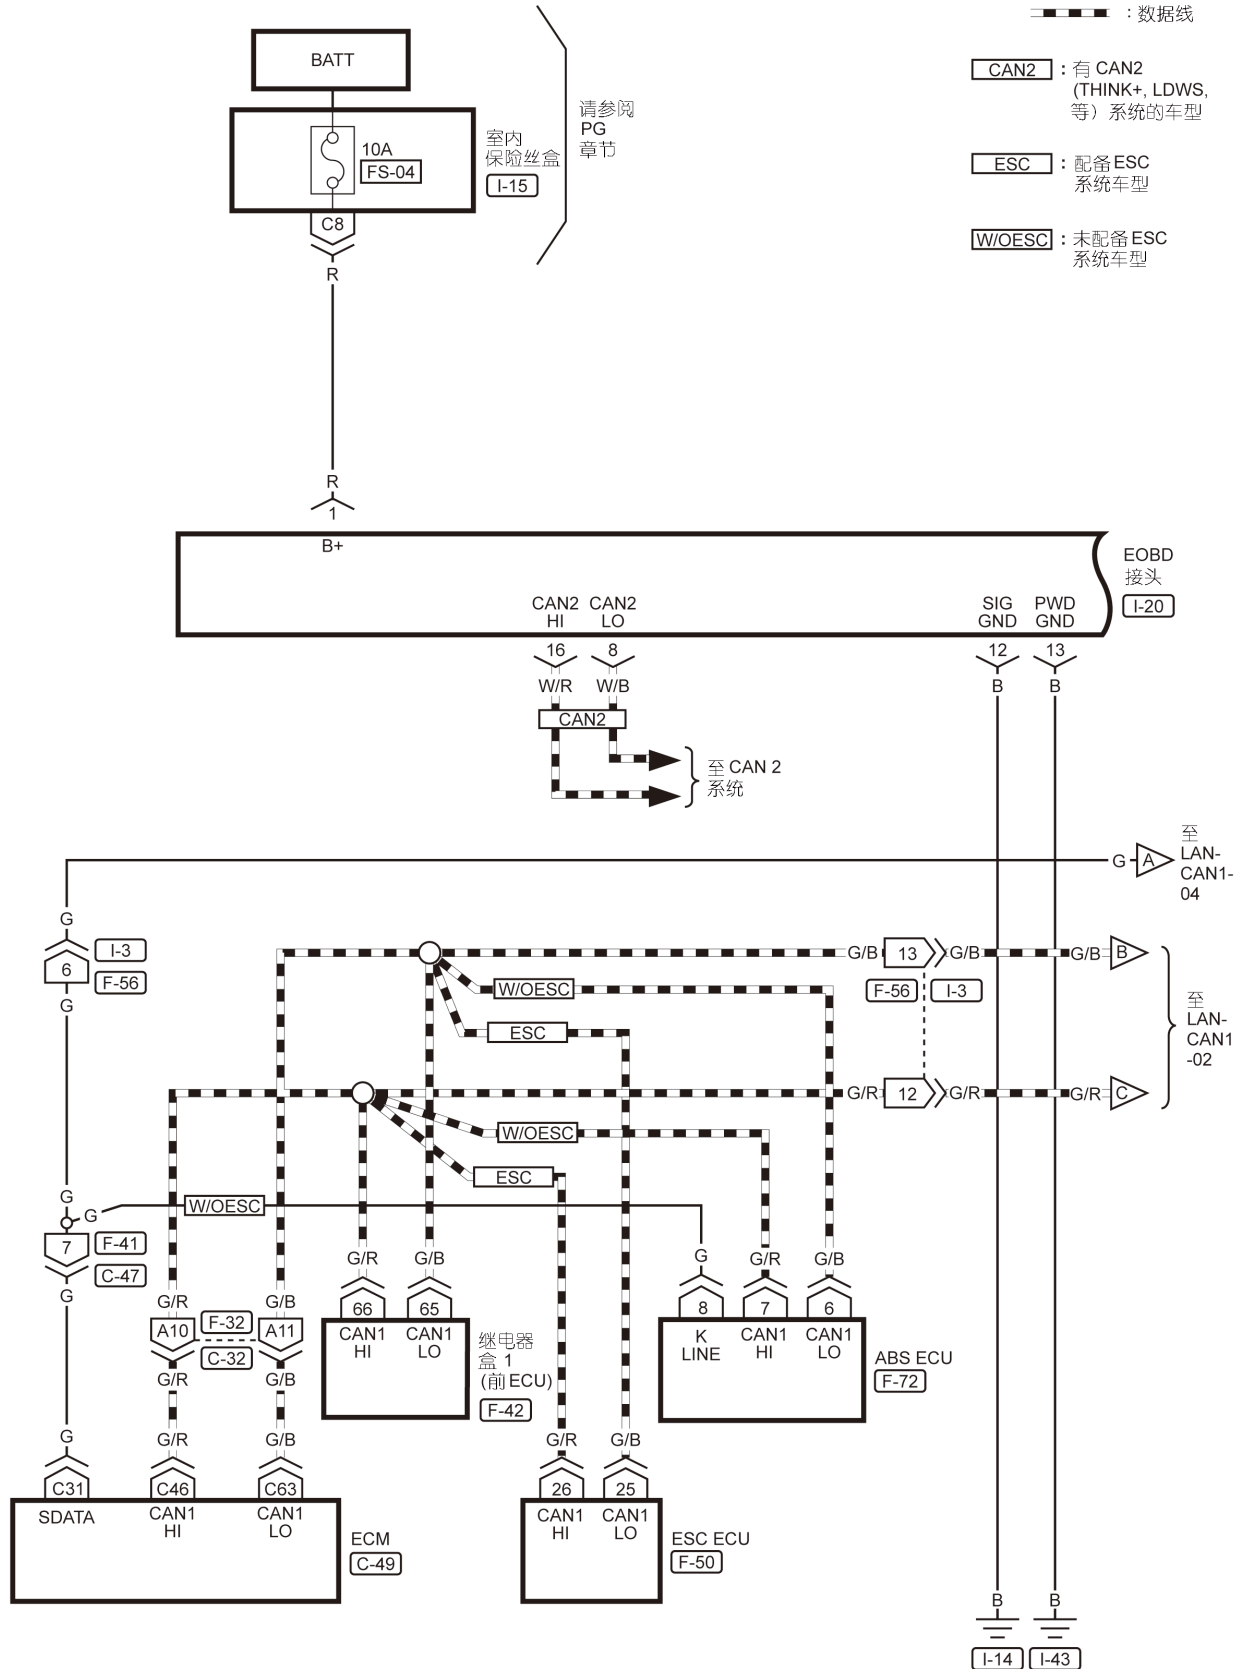 : 数据线
BATT
CAN2 : 有 CAN2
(THINK+, LDWS,
等）系统的车型
请参阅
PG
章节
室内
保险丝盒
I-15
10A
FS-04
ESC : 配备ESC
系统车型
C8
W/OESC : 未配备ESC
系统车型
R
R
1
B+
EOBD
接头
I-20
CAN2
HI
CAN2
LO
SIG
GND
PWD
GND
16
8
12
13
W/R
W/B
B
B
CAN2
至 CAN 2
系统
至
LAN-
CAN1-
04
G
A
G
I-3
6
F-56
G
G/B
13
G/B
G/B
B
W/OESC
F-56
I-3
ESC
至
LAN-
CAN1
-02
G/R
12
G/R
G/R
C
W/OESC
ESC
G
G
W/OESC
7
F-41
C-47
G
G
G/R
G/B
G/R
G/B
G/R
G/B
F-32
A10
A11
C-32
66
65
8
7
6
CAN1
HI
CAN1
LO
继电器
盒 1
(前ECU)
F-42
K
LINE
CAN1
HI
CAN1
LO
ABS ECU
F-72
G/R
G/B
G
G/R
G/B
G/R
G/B
C31
C46
C63
26
25
SDATA
CAN1
HI
CAN1
LO
ECM
C-49
CAN1
HI
CAN1
LO
ESC ECU
F-50
B
B
I-14
I-43